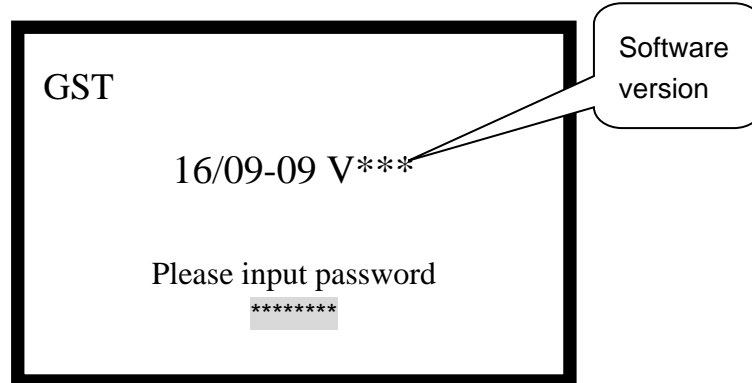 GST
16/09-09 V***
Please input password
********
Software
version